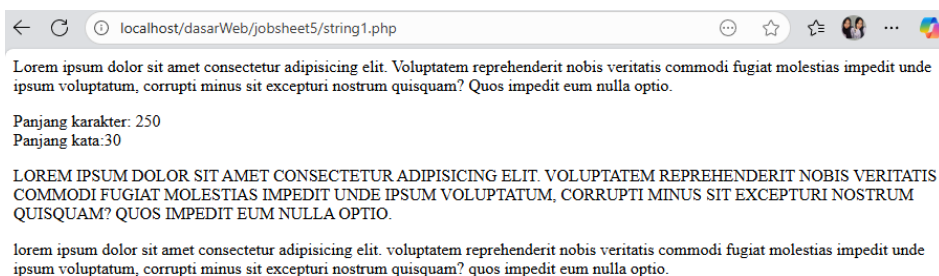 localhost/dasarWeb/jobsheet5/string1.php
Lorem ipsum dolor sit amet consectetur adipisicing elit. Voluptatem reprehenderit nobis veritatis commodi fugiat molestias impedit unde
ipsum voluptatum, corrupti minus sit excepturi nostrum quisquam? Quos impedit eum nulla optio.
Panjang karakter: 250
Panjang kata:30
LOREM IPSUM DOLOR SIT AMET CONSECTETUR ADIPISICING ELIT. VOLUPTATEM REPREHENDERIT NOBIS VERITATIS
COMMODI FUGIAT MOLESTIAS IMPEDIT UNDE IPSUM VOLUPTATUM, CORRUPTI MINUS SIT EXCEPTURI NOSTRUM
QUISQUAM? QUOS IMPEDIT EUM NULLA OPTIO.
lorem ipsum dolor sit amet consectetur adipisicing elit. voluptatem reprehenderit nobis veritatis commodi fugiat molestias impedit unde
ipsum voluptatum, corrupti minus sit excepturi nostrum quisquam? quos impedit eum nulla optio.